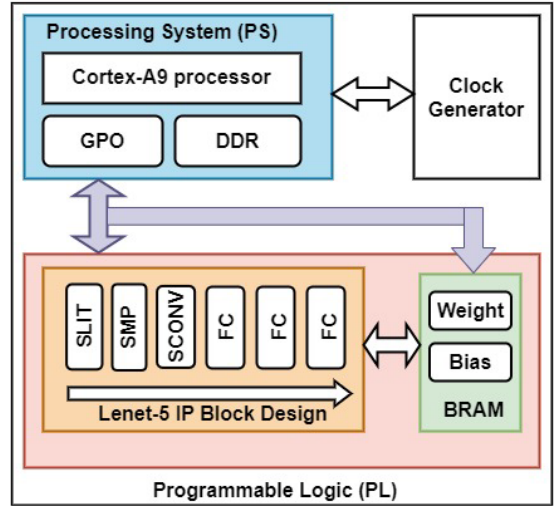 Processing System (PS)
Cortex-A9 processor
GPO
DDR
Clock
Generator
SLIT
SMP
SCONV
FC
FC
FC
Lenet-5 IP Block Design
Weight
Bias
BRAM
Programmable Logic (PL)